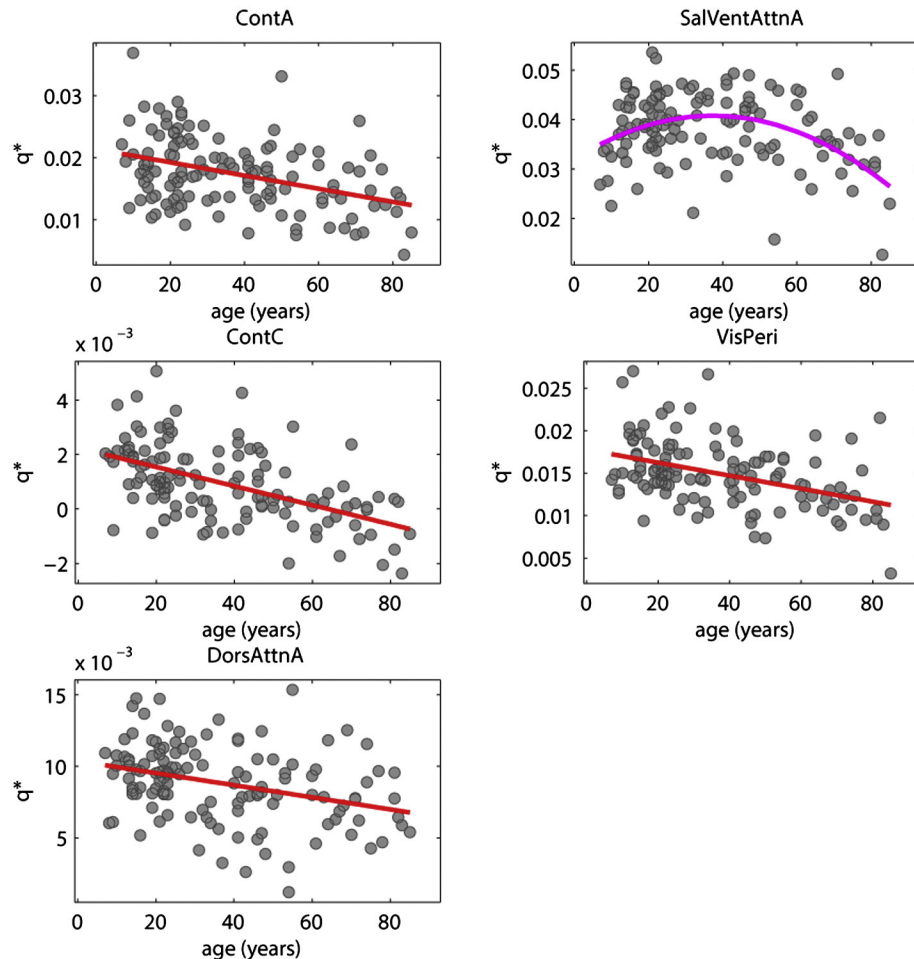 ContA
q*
0.03
0.02
0.01
0 20 40 60 80
age (years)
SalVentAttnA
q*
0.05
0.04
0.03
0.02
0 20 40 60 80
age (years)
ContC
x 10 −3
q*
4
2
0
−2
0 20 40 60 80
age (years)
VisPeri
q*
0.025
0.02
0.015
0.01
0.005
0 20 40 60 80
age (years)
DorsAttnA
x 10 −3
q*
15
10
5
0 20 40 60 80
age (years)